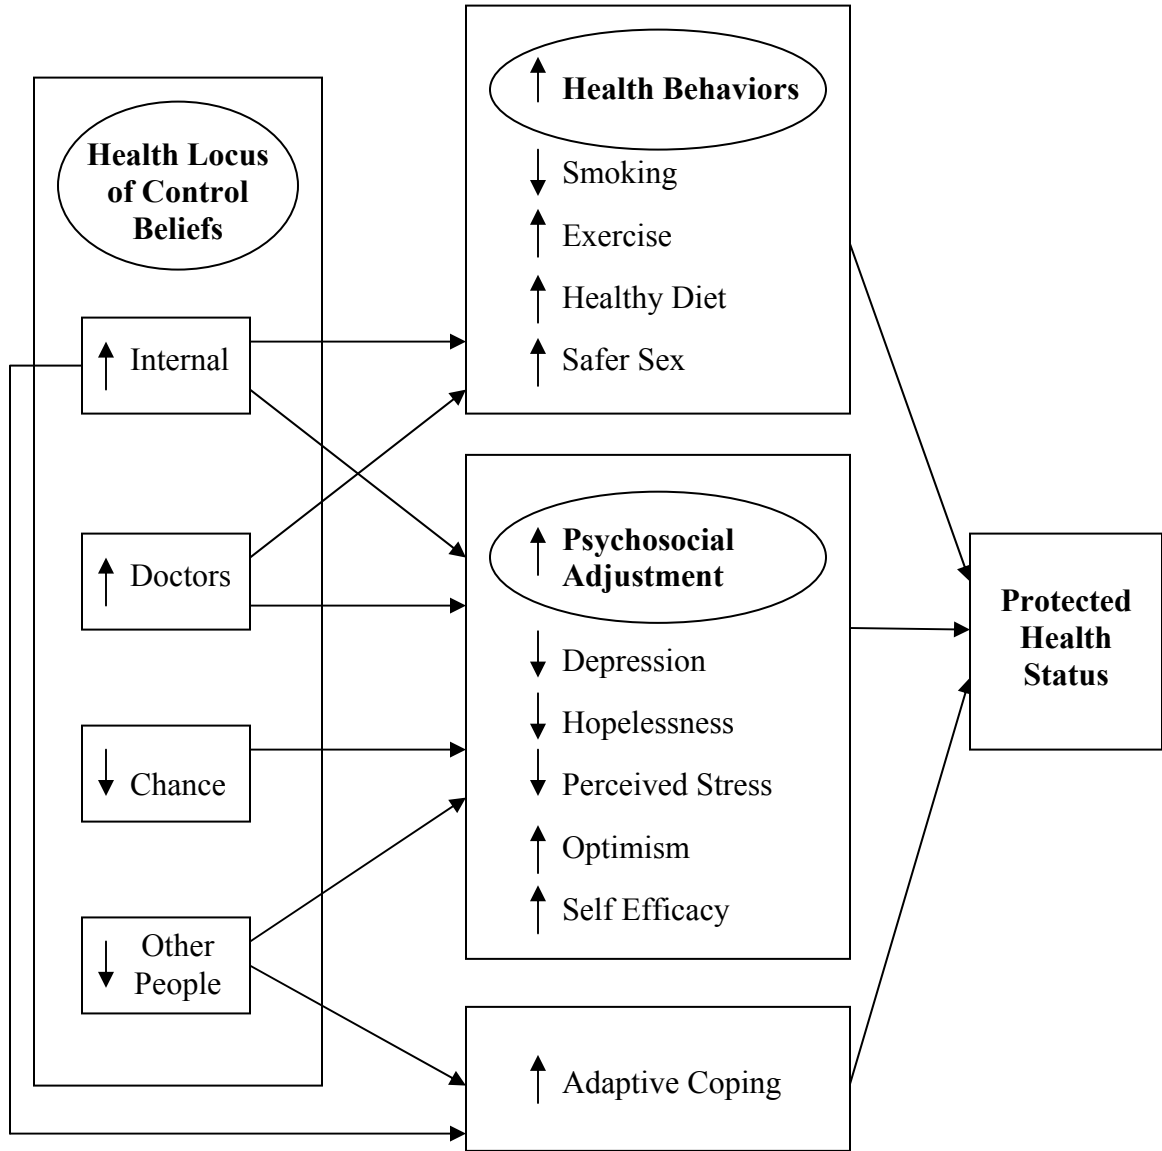 Health Locus
of Control
Beliefs
Internal
Doctors
Chance
Other
People
Health Behaviors
Smoking
Exercise
Healthy Diet
Safer Sex
Psychosocial
Adjustment
Depression
Hopelessness
Perceived Stress
Optimism
Self Efficacy
Adaptive Coping
Protected
Health
Status